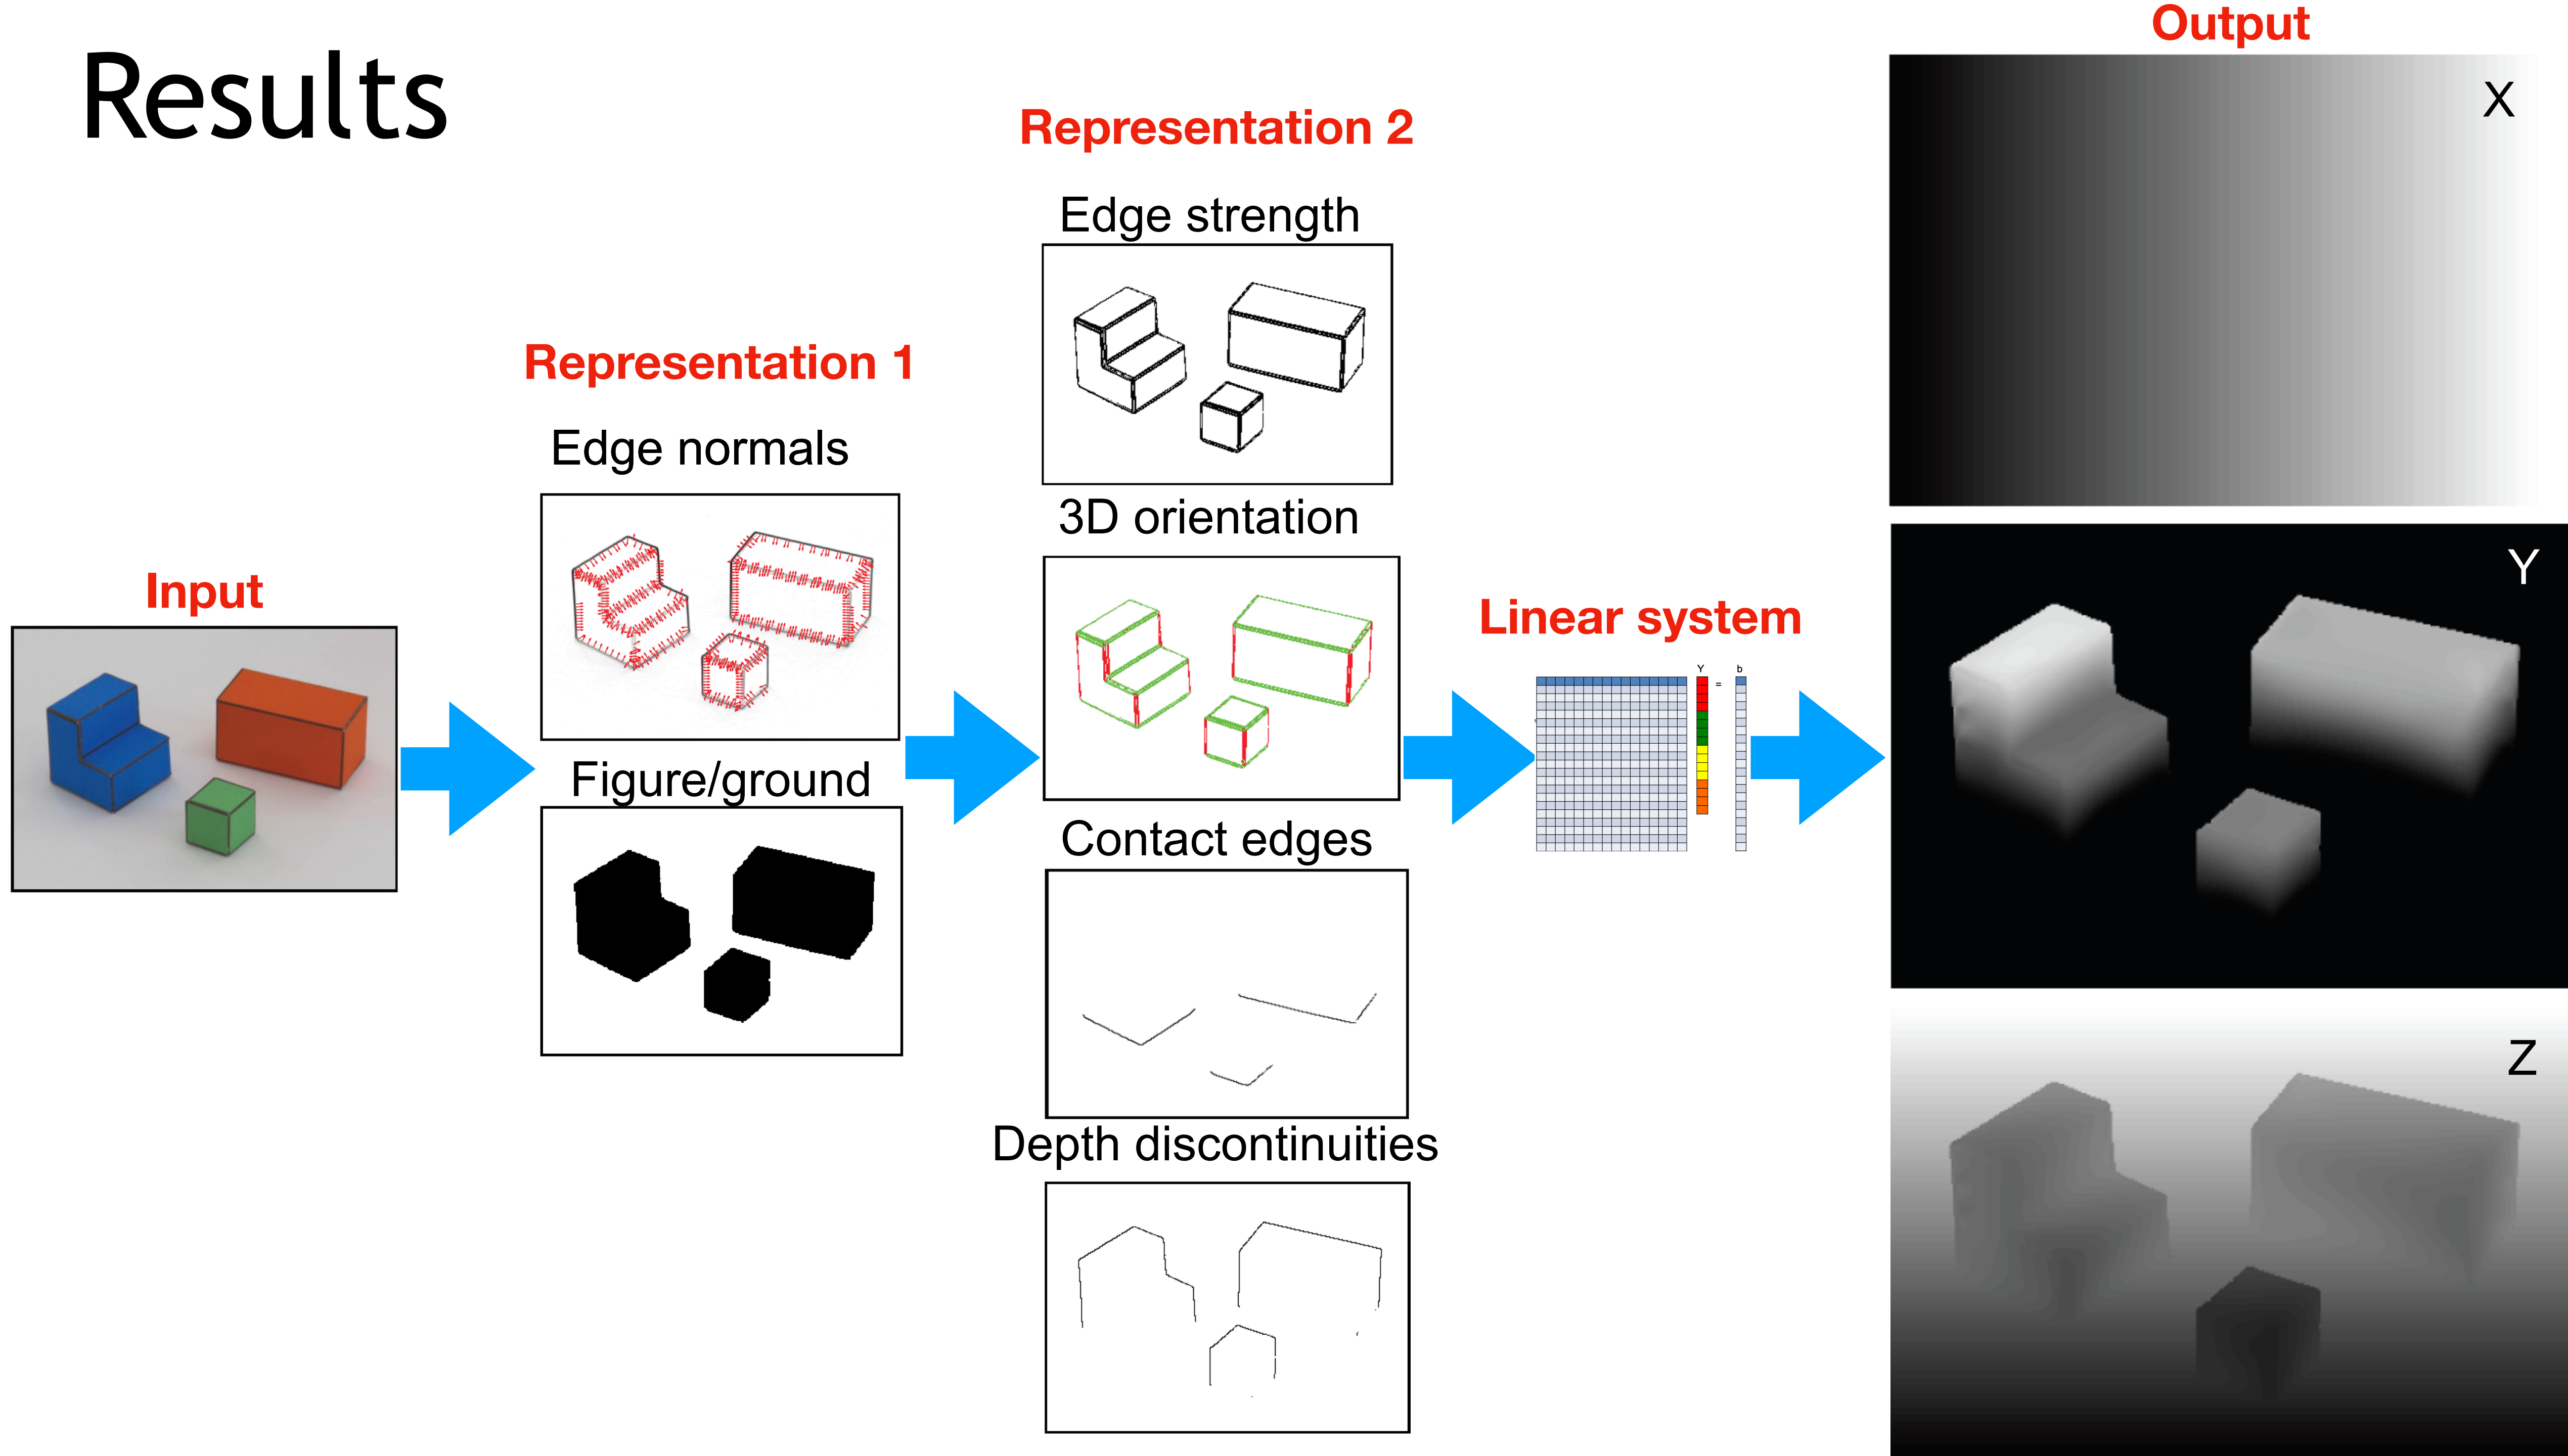 Results
Input
Representation 1
Edge normals
Figure/ground
Representation 2
Edge strength
3D orientation
Contact edges
Depth discontinuities
Linear system
Y
=
b
Output
X
Y
Z